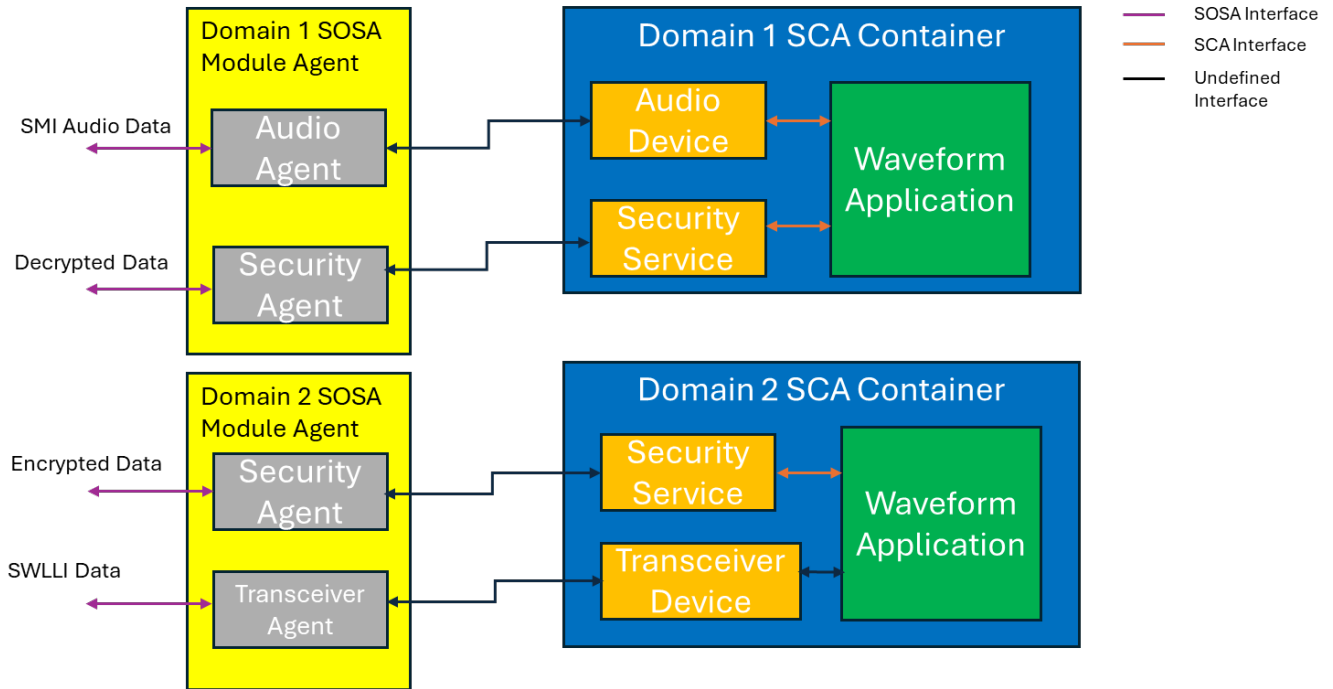 Domain 1 SOSA
Module Agent
SMI Audio Data
Audio
Agent
Decrypted Data
Security
Agent
Domain 1 SCA Container
Audio
Device
Security
Service
Waveform
Application
SOSA Interface
SCA Interface
Undefined
Interface
Domain 2 SOSA
Module Agent
Encrypted Data
Security
Agent
SWLLI Data
Transceiver
Agent
Domain 2 SCA Container
Security
Service
Transceiver
Device
Waveform
Application